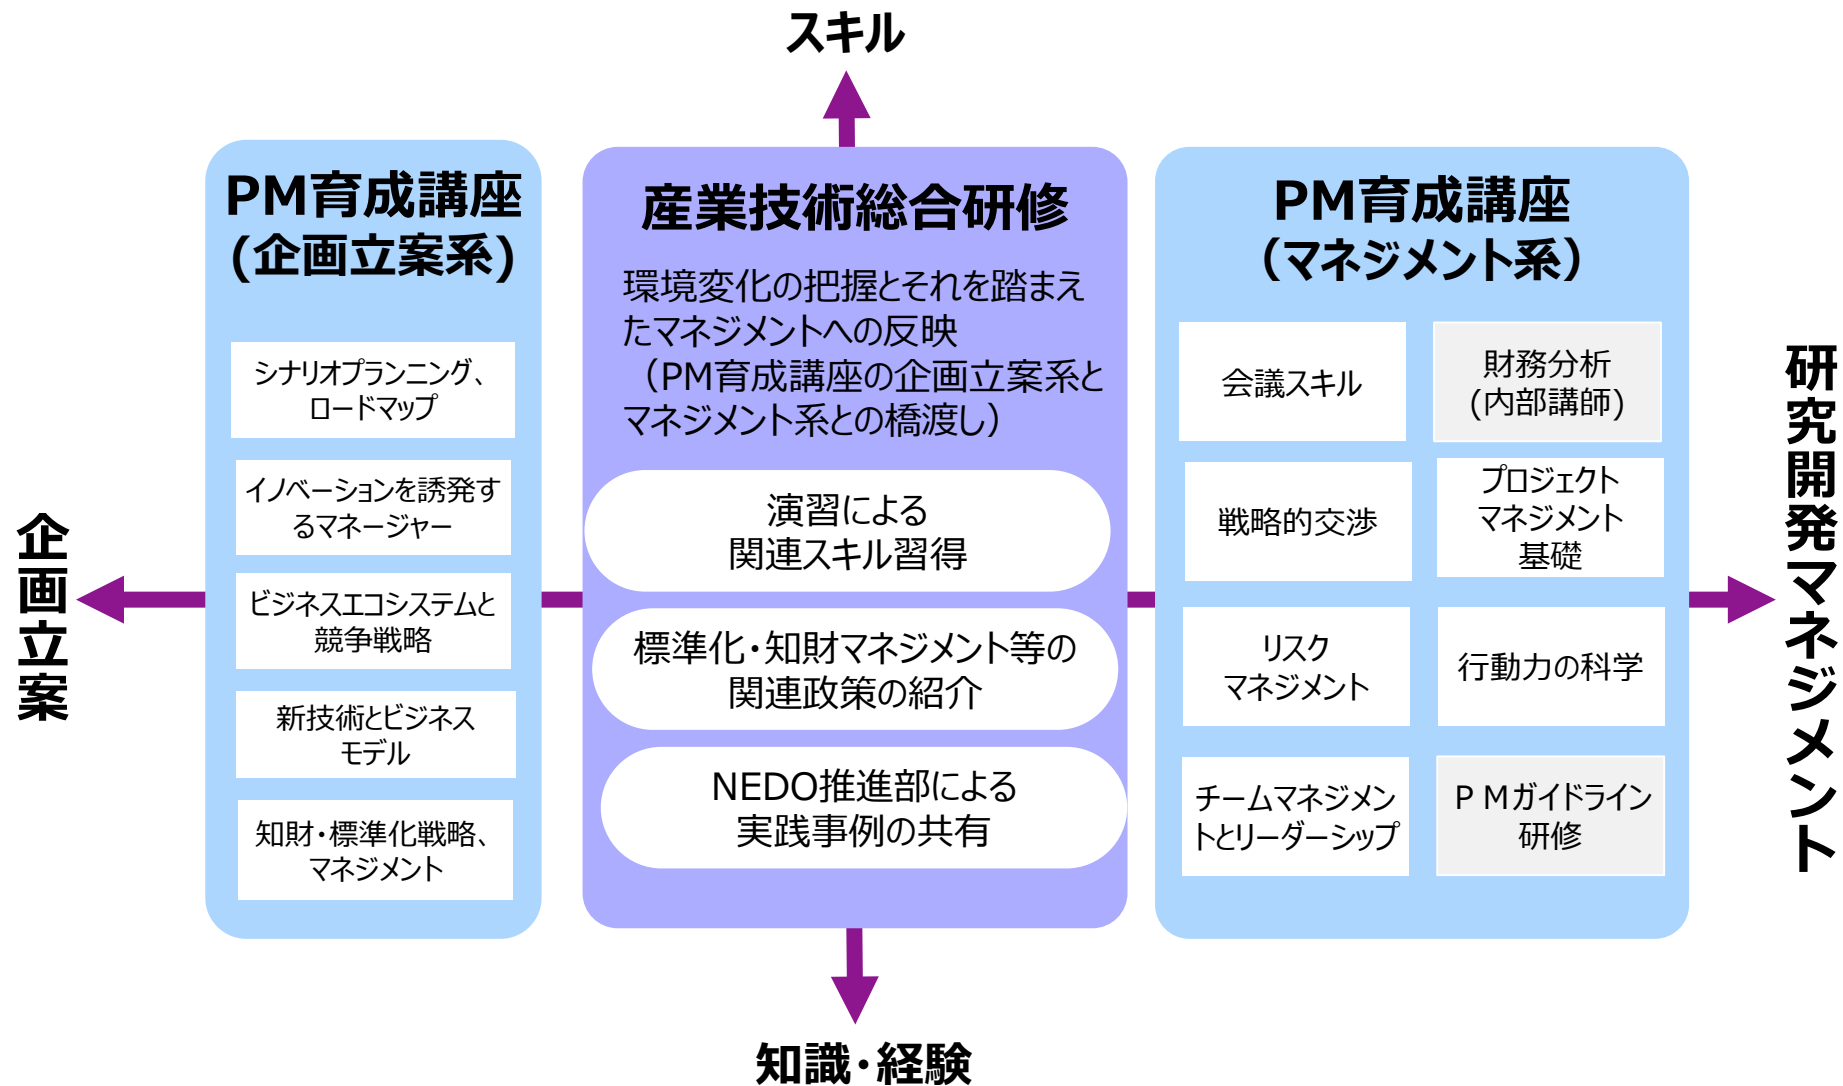 スキル
PM育成講座
(企画立案系)
シナリオプランニング、
ロードマップ
イノベーションを誘発す
るマネージャー
ビジネスエコシステムと
競争戦略
新技術とビジネス
モデル
知財・標準化戦略、
マネジメント
産業技術総合研修
環境変化の把握とそれを踏まえ
たマネジメントへの反映
（PM育成講座の企画立案系と
マネジメント系との橋渡し）
演習による
関連スキル習得
標準化・知財マネジメント等の
関連政策の紹介
NEDO推進部による
実践事例の共有
PM育成講座
（マネジメント系）
会議スキル
財務分析
(内部講師)
戦略的交渉
プロジェクト
マネジメント
基礎
リスク
マネジメント
行動力の科学
チームマネジメン
トとリーダーシップ
ＰＭガイドライン
研修
企画立案
研究開発マネジメント
知識・経験